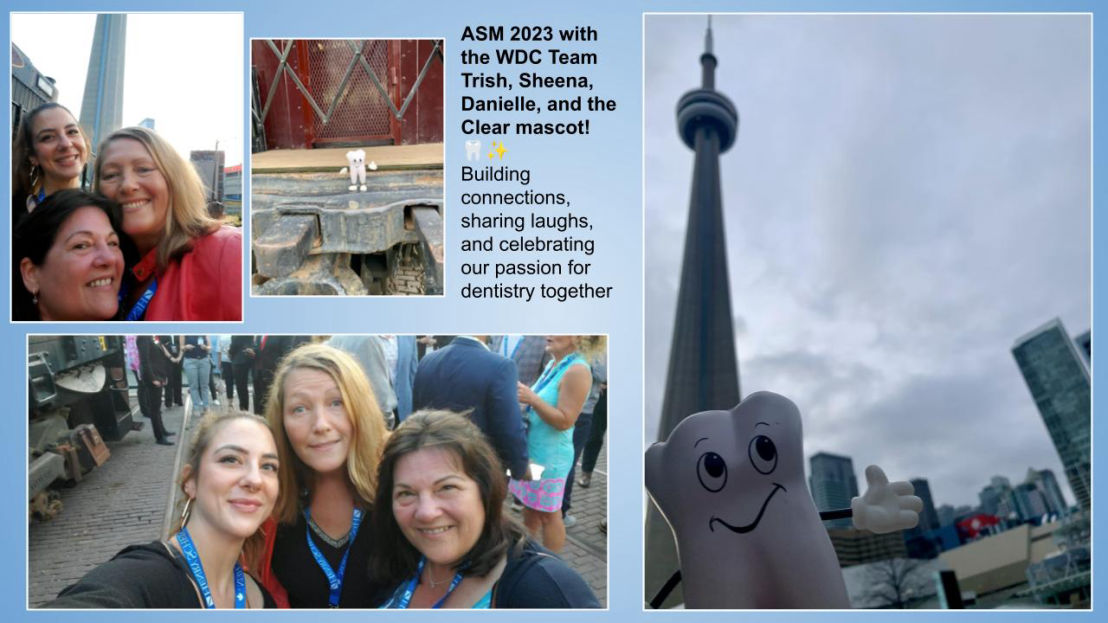 ASM 2023 with
the WDC Team
Trish, Sheena,
Danielle, and the
Clear mascot!
🦷✨
Building
connections,
sharing laughs,
and celebrating
our passion for
dentistry together